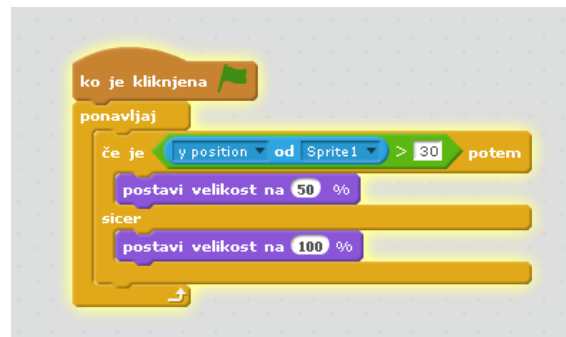 ko je kliknjena
ponavljaj
če je y position od Sprite1 > 30 potem
postavi velikost na 50 %
sicer
postavi velikost na 100 %